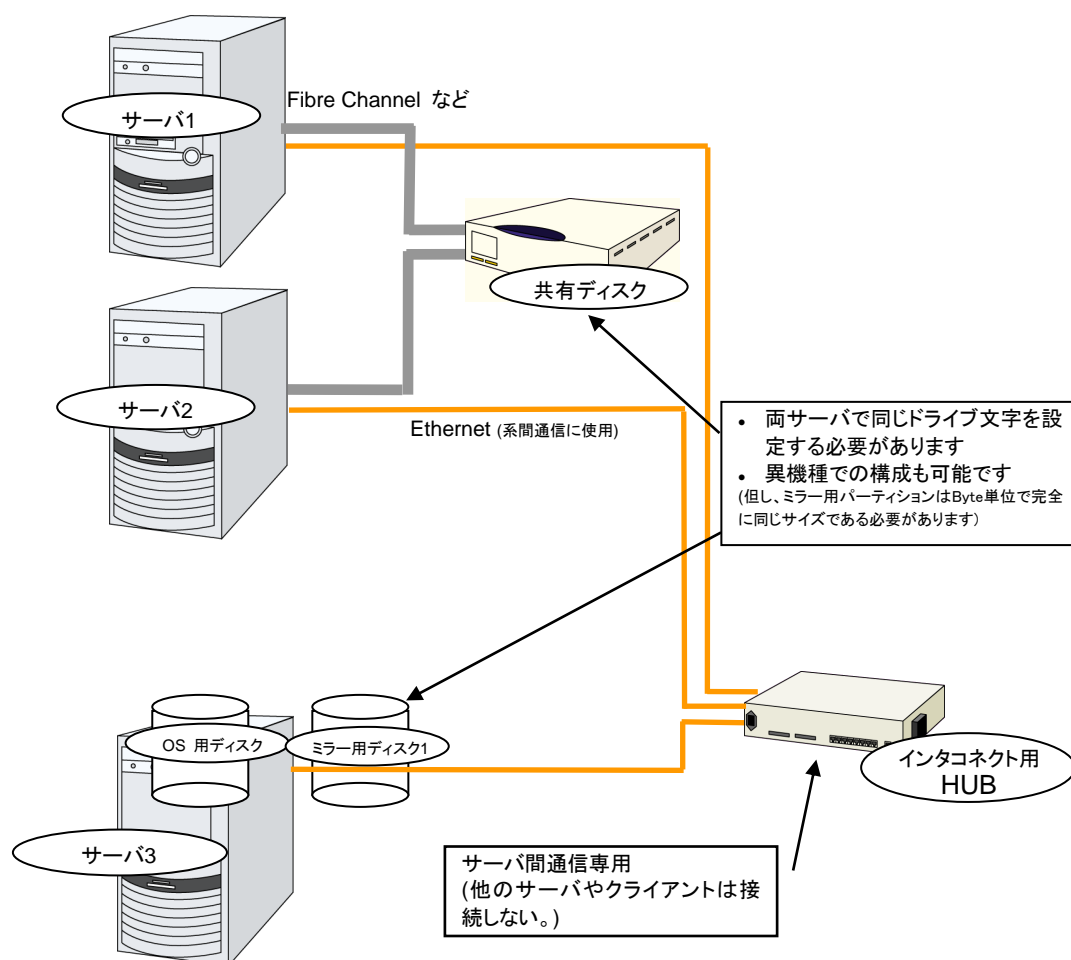 Fibre Channel など
サーバ1
共有ディスク
サーバ2
Ethernet (系間通信に使用)
• 両サーバで同じドライブ文字を設
定する必要があります
• 異機種での構成も可能です
(但し、ミラー用パーティションはByte単位で完全
に同じサイズである必要があります)
OS 用ディスク
ミラー用ディスク1
インタコネクト用
HUB
サーバ3
サーバ間通信専用
(他のサーバやクライアントは接
続しない。)